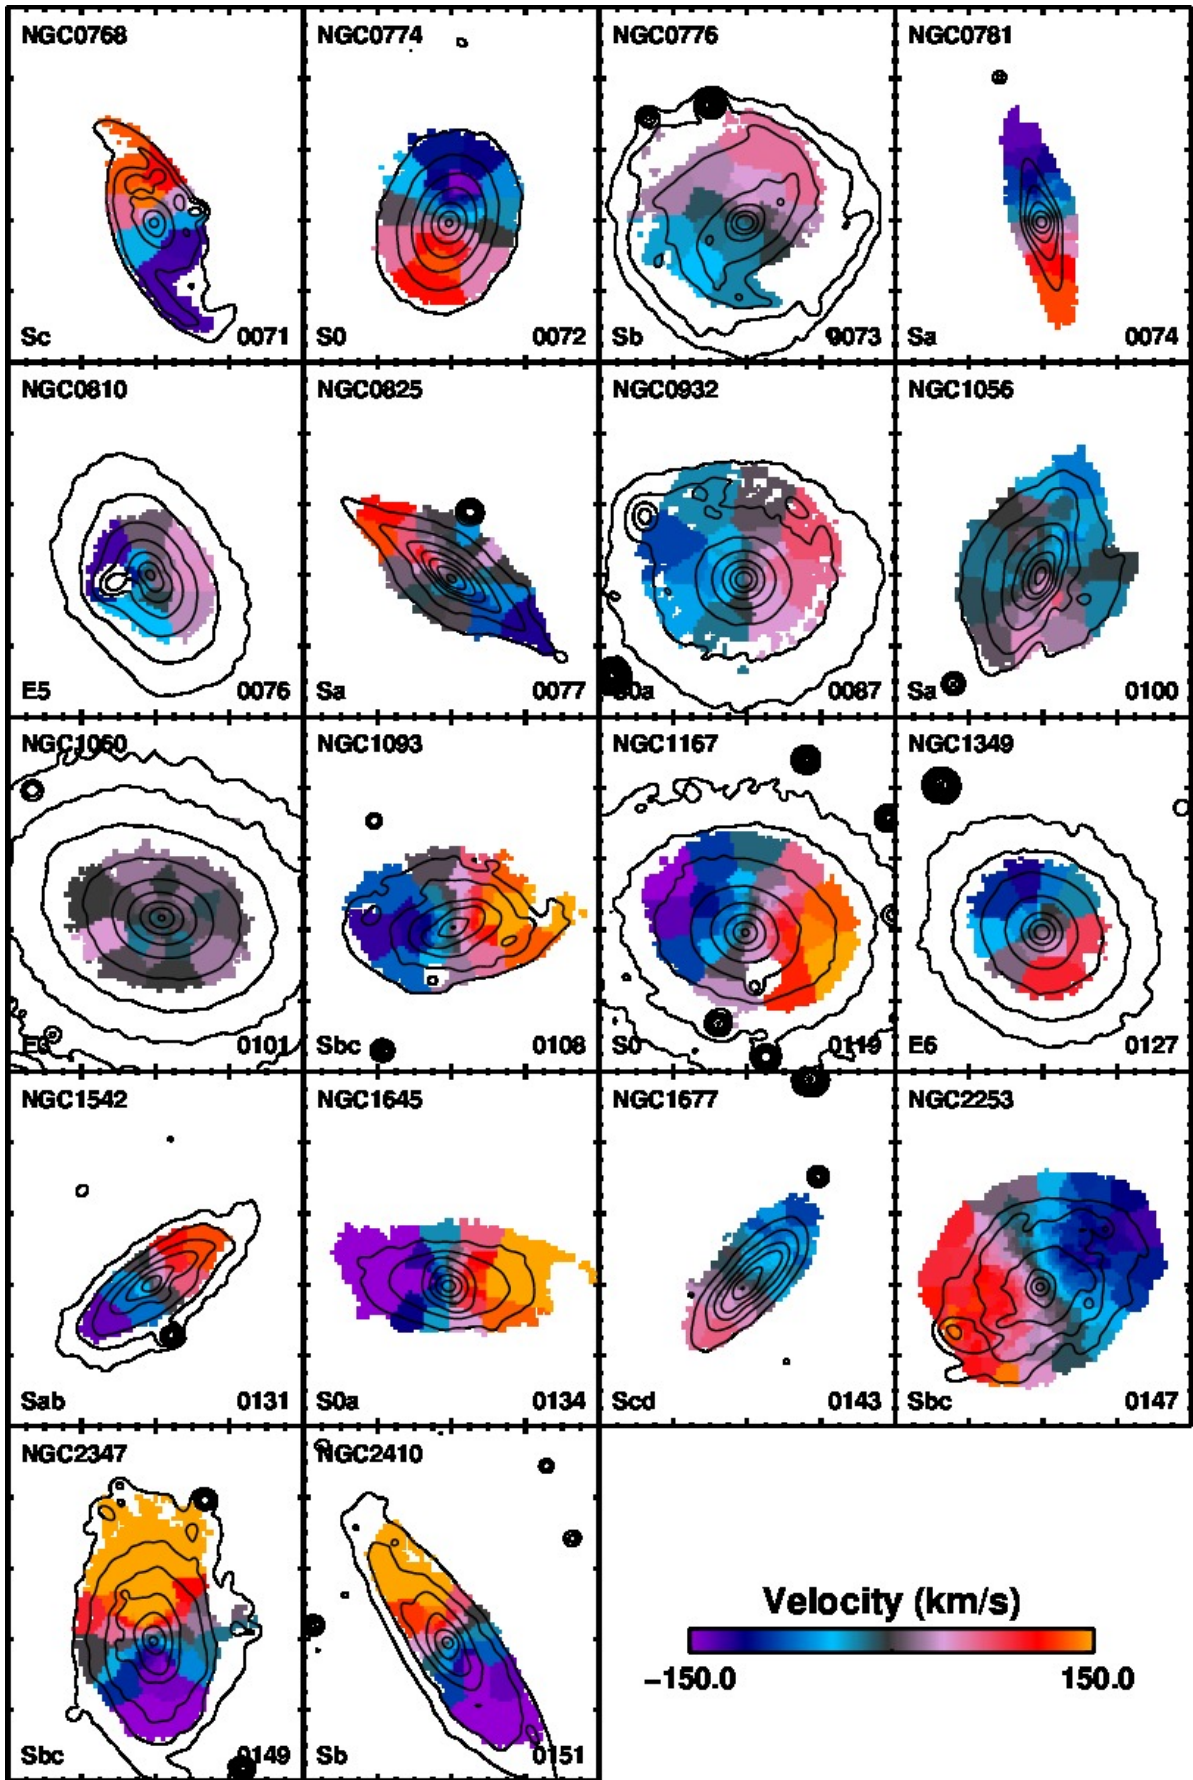 NGC0768 NGC0774 NGC0776 NGC0781
Sc 0071 S0 0072 Sb 0073 Sa 0074
NGC0810 NGC0825 NGC0932 NGC1056
E5 0076 Sa 0077 S0a 0087 Sa 0100
NGC1060 NGC1093 NGC1167 NGC1349
0101 Sbc 0108 S0 0119 E6 0127
NGC1542 NGC1645 NGC1677 NGC2253
Sab 0131 S0a 0134 Scd 0143 Sbc 0147
NGC2347 NGC2410
Sbc 0149 Sb 0151
Velocity (km/s)
−150.0 150.0